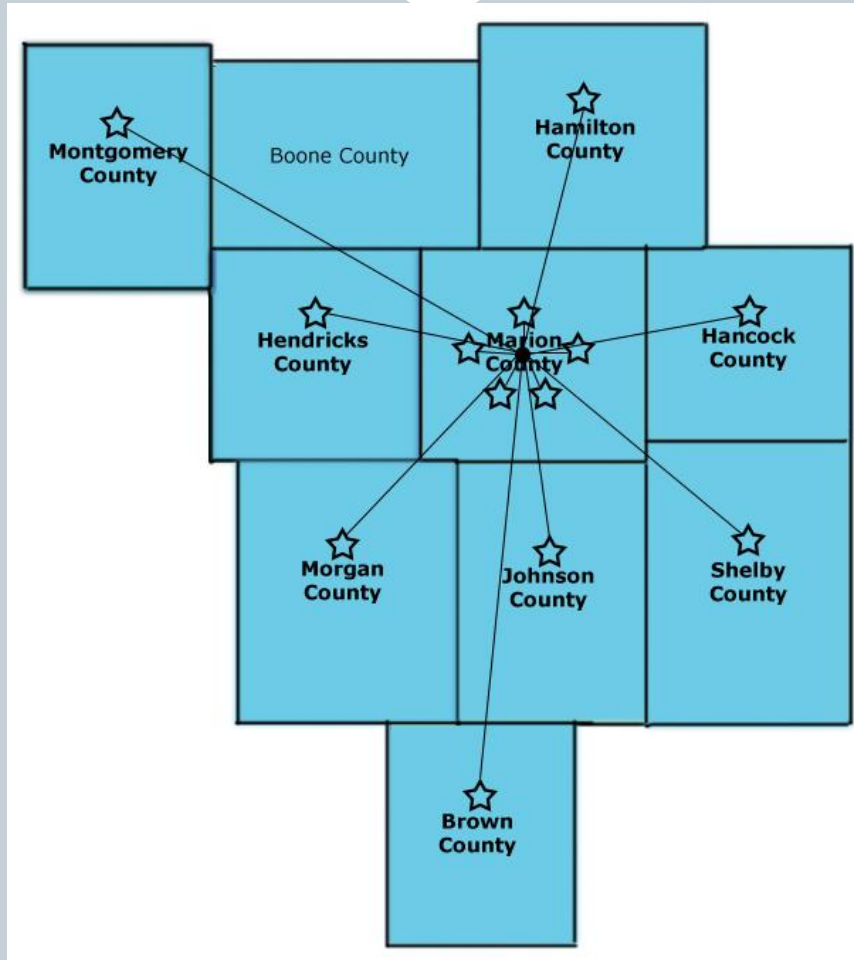 Montgomery
County
Boone County
Hamilton
County
Hendricks
County
Marion
County
Hancock
County
Morgan
County
Johnson
County
Shelby
County
Brown
County